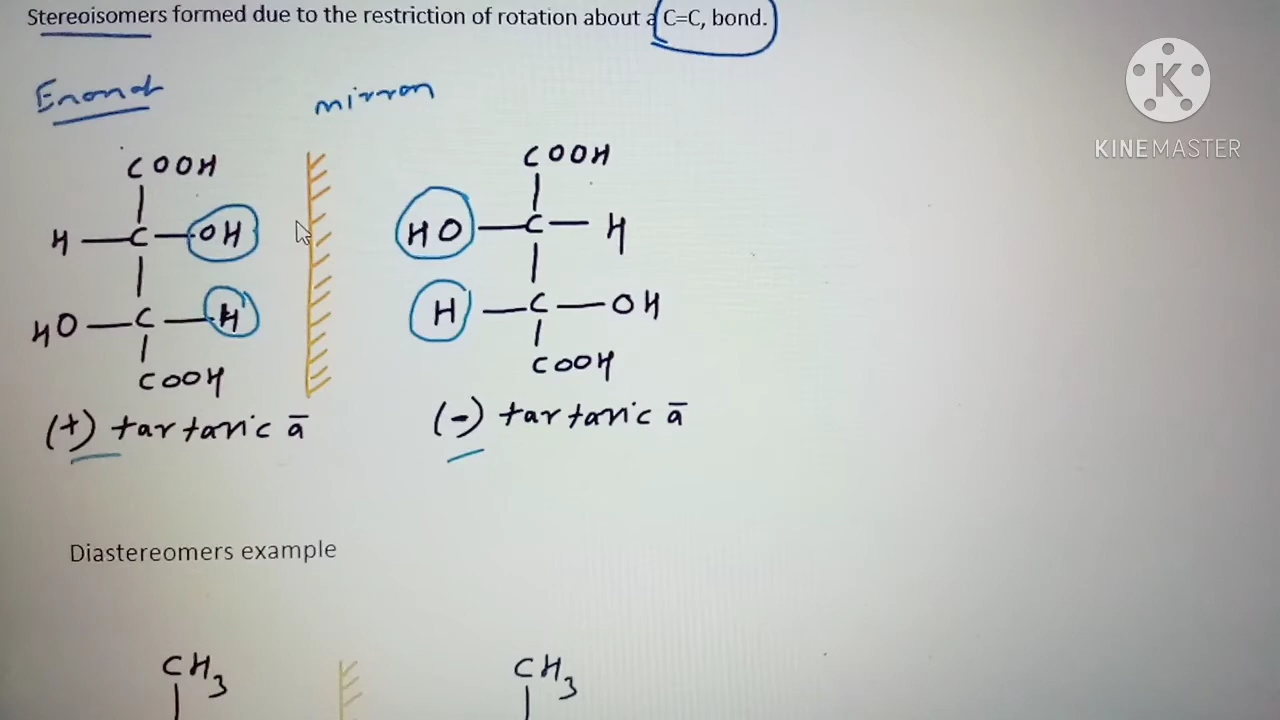 Stereoisomers formed due to the restriction of rotation about a C=C, bond.
K
KINEMASTER
mirror
COOH COOH
H—C—OH HO—C—H
HO—C—H H—C—OH
COOH COOH
(+) tartaric ā (-) tartaric ā
Diastereomers example
CH3 CH3